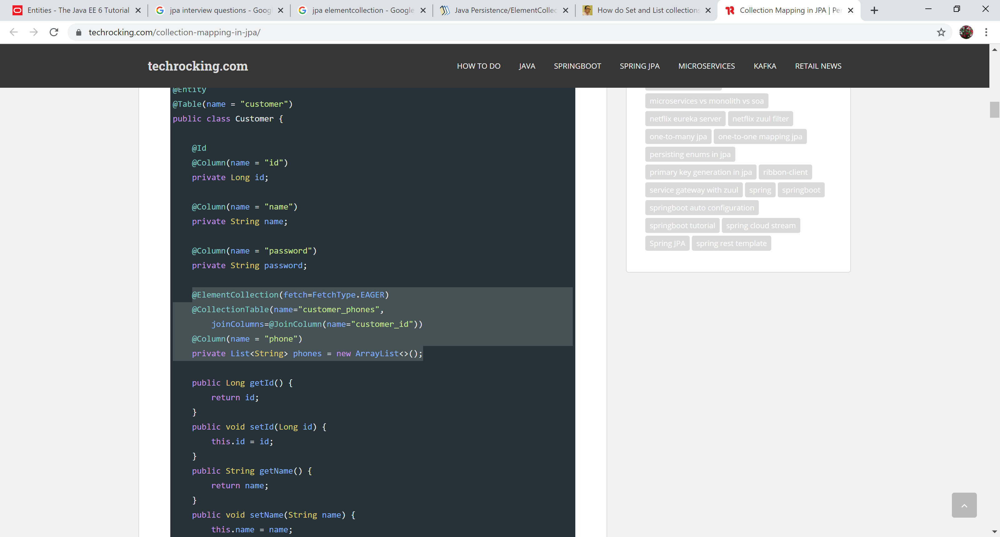 Entities - The Java EE 6 Tutorial
jpa interview questions - Goog
jpa elementcollection - Google
Java Persistence/ElementCollec
How do Set and List collections
Collection Mapping in JPA | Per
techrocking.com/collection-mapping-in-jpa/
techrocking.com
HOW TO DO
JAVA
SPRINGBOOT
SPRING JPA
MICROSERVICES
KAFKA
RETAIL NEWS
@Entity
@Table(name = "customer")
public class Customer {
@Id
@Column(name = "id")
private Long id;
@Column(name = "name")
private String name;
@Column(name = "password")
private String password;
@ElementCollection(fetch=FetchType.EAGER)
@CollectionTable(name="customer_phones",
joinColumns=@JoinColumn(name="customer_id"))
@Column(name = "phone")
private List<String> phones = new ArrayList<>();
public Long getId() {
return id;
}
public void setId(Long id) {
this.id = id;
}
public String getName() {
return name;
}
public void setName(String name) {
this.name = name;
microservices vs monolith vs soa
netflix eureka server
netflix zuul filter
one-to-many jpa
one-to-one mapping jpa
persisting enums in jpa
primary key generation in jpa
ribbon-client
service gateway with zuul
spring
springboot
springboot auto configuration
springboot tutorial
spring cloud stream
Spring JPA
spring rest template